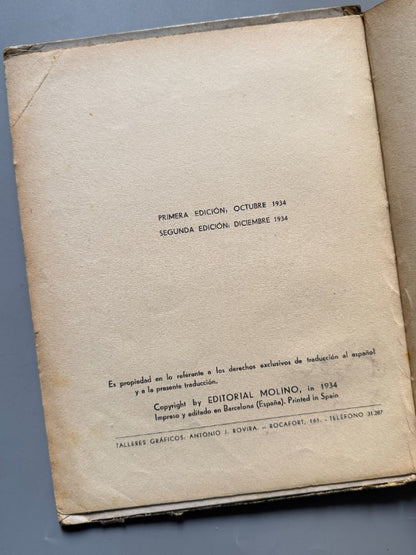 PRIMERA EDICIÓN: OCTUBRE 1934
SEGUNDA EDICIÓN: DICIEMBRE 1934
Es propiedad en lo referente a los derechos exclusivos de traducción al español
y a la presente traducción.
Copyright by EDITORIAL MOLINO, in 1934
Impreso y editado en Barcelona (España). Printed in Spain
TALLERES GRÁFICOS: ANTONIO J. ROVIRA. — ROCAFORT, 161. - TELÉFONO 31.267